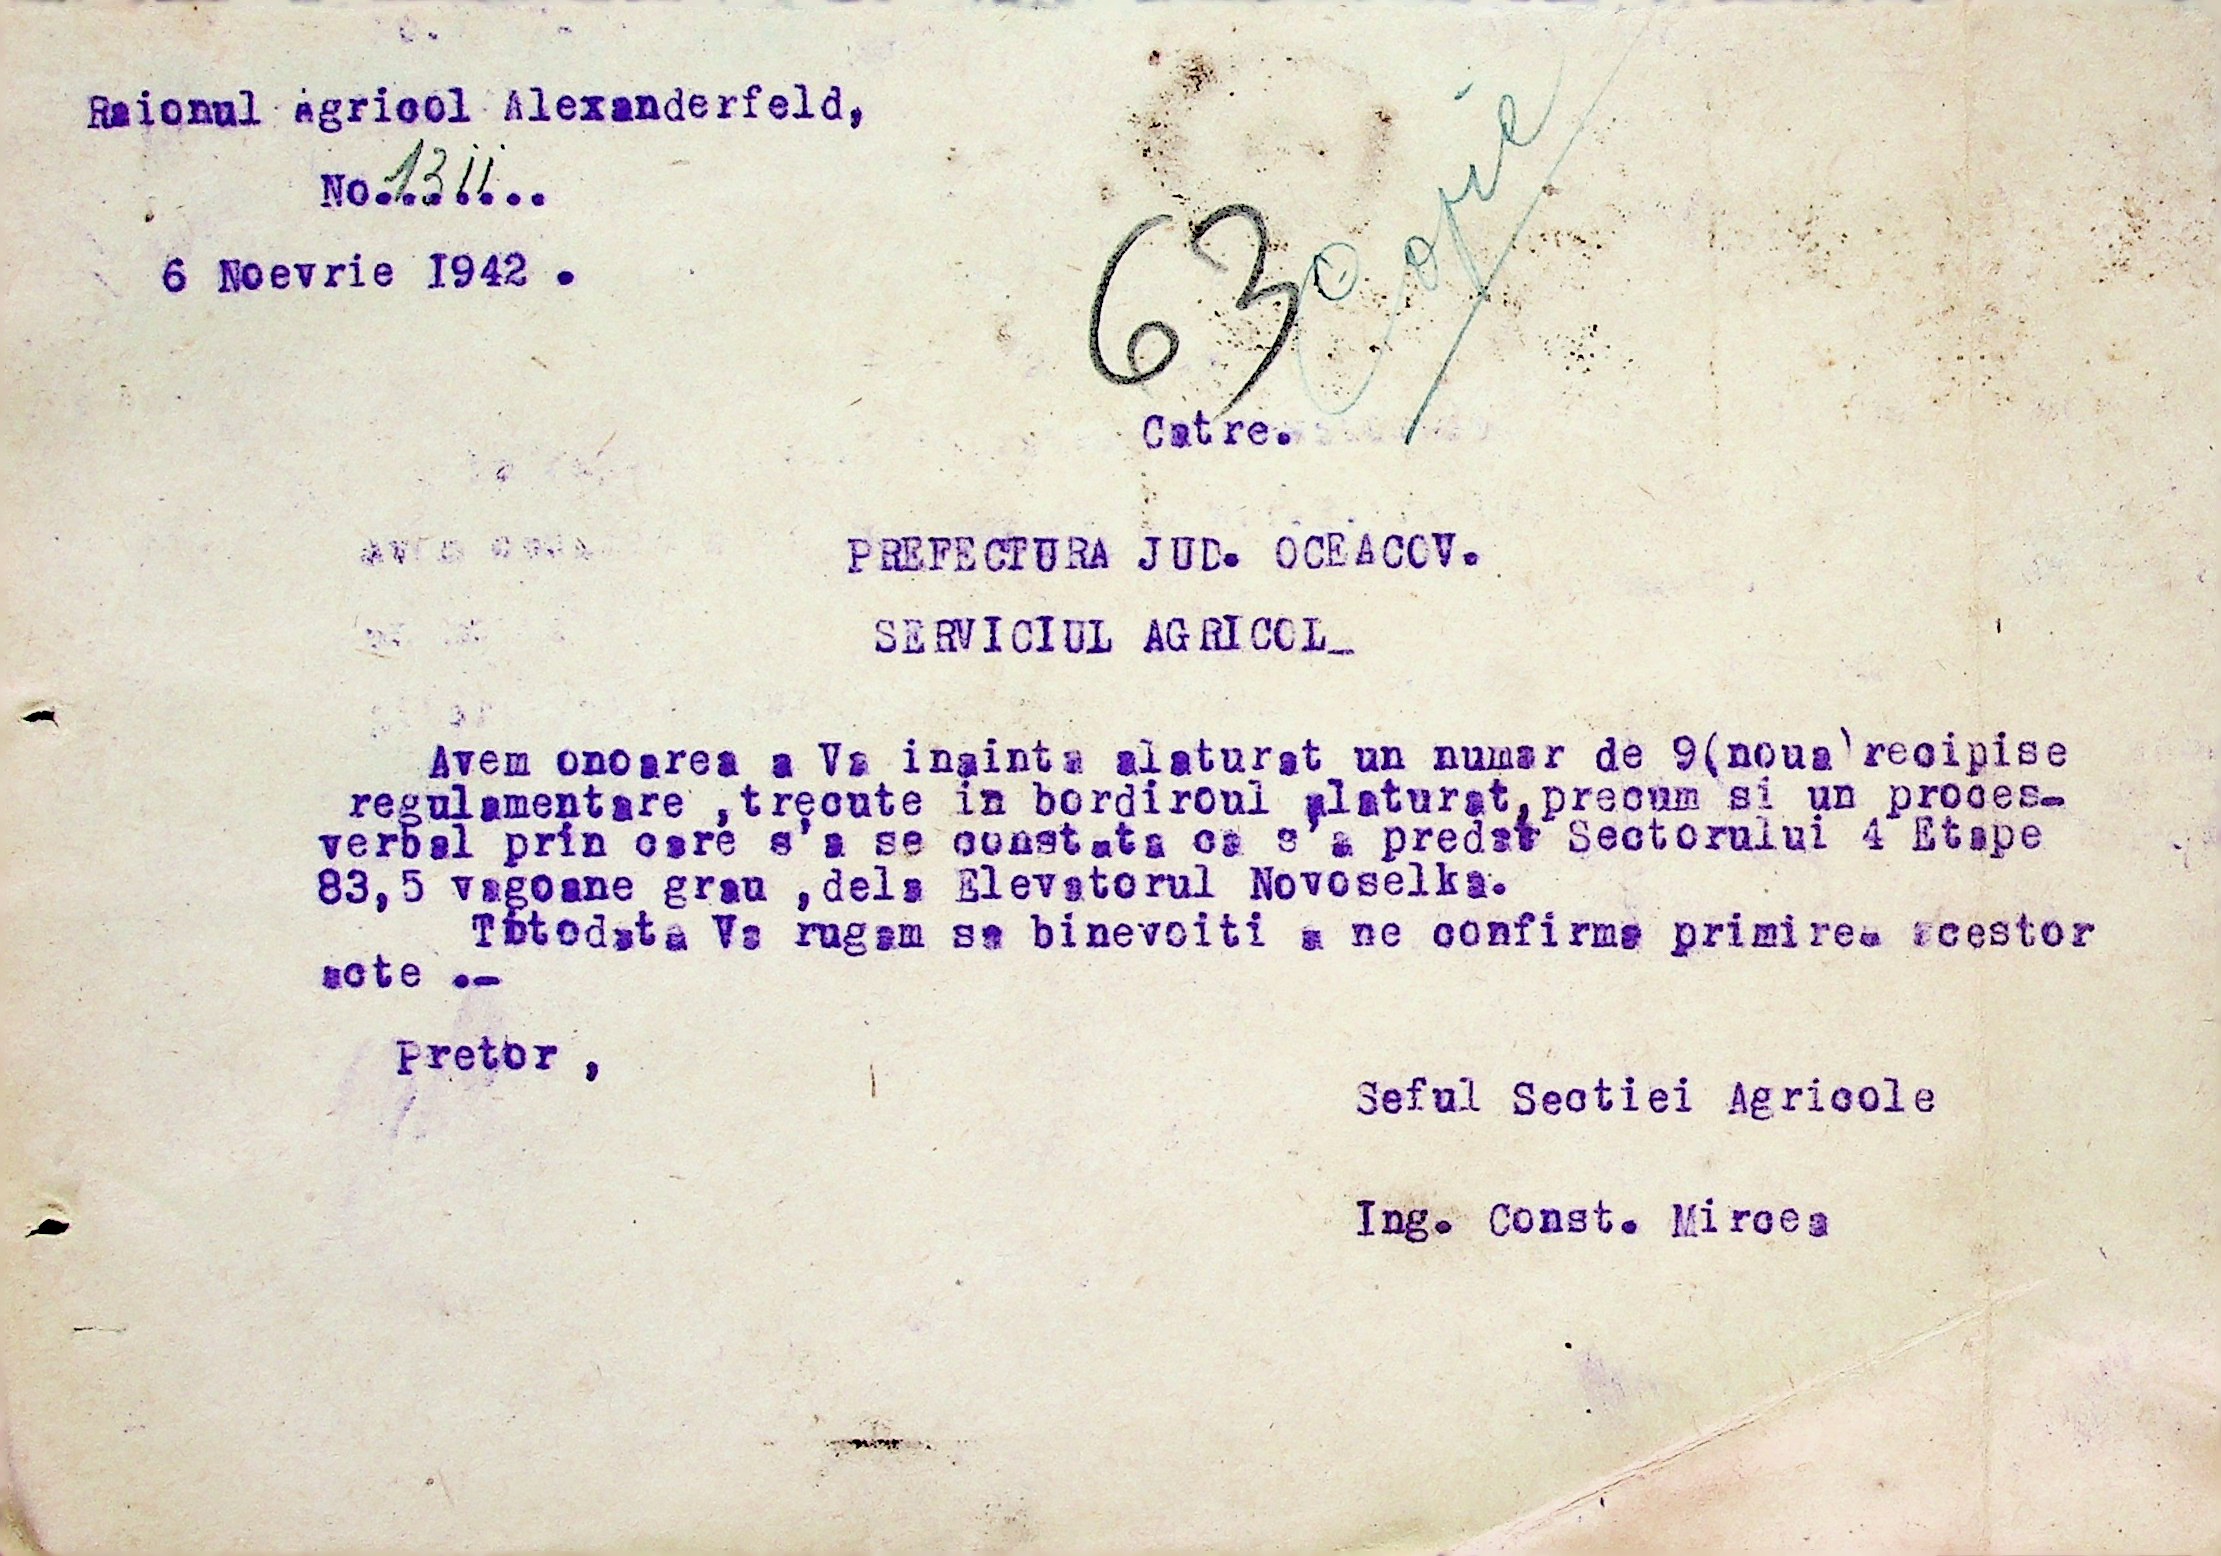 Raionul Agricol Alexanderfeld,
No.1311...
6 Noevrie I942 .
63
Copie
Catre.
PREFECTURA JUD. OCEACOV.
SERVICIUL AGRICOL_
Avem onoarea a Va inainta alaturat un numar de 9(noua)recipise
regulamentare ,trecute in bordiroul alaturat,precum si un proces-
verbal prin care s'a se constata ca s'a predat Sectorului 4 Etape
83,5 vagoane grau ,dela Elevatorul Novoselka.
Totodata Va rugam sa binevoiti a ne confirma primirea acestor
acte .-
Pretor ,
Seful Sectiei Agricole
Ing. Const. Mircea